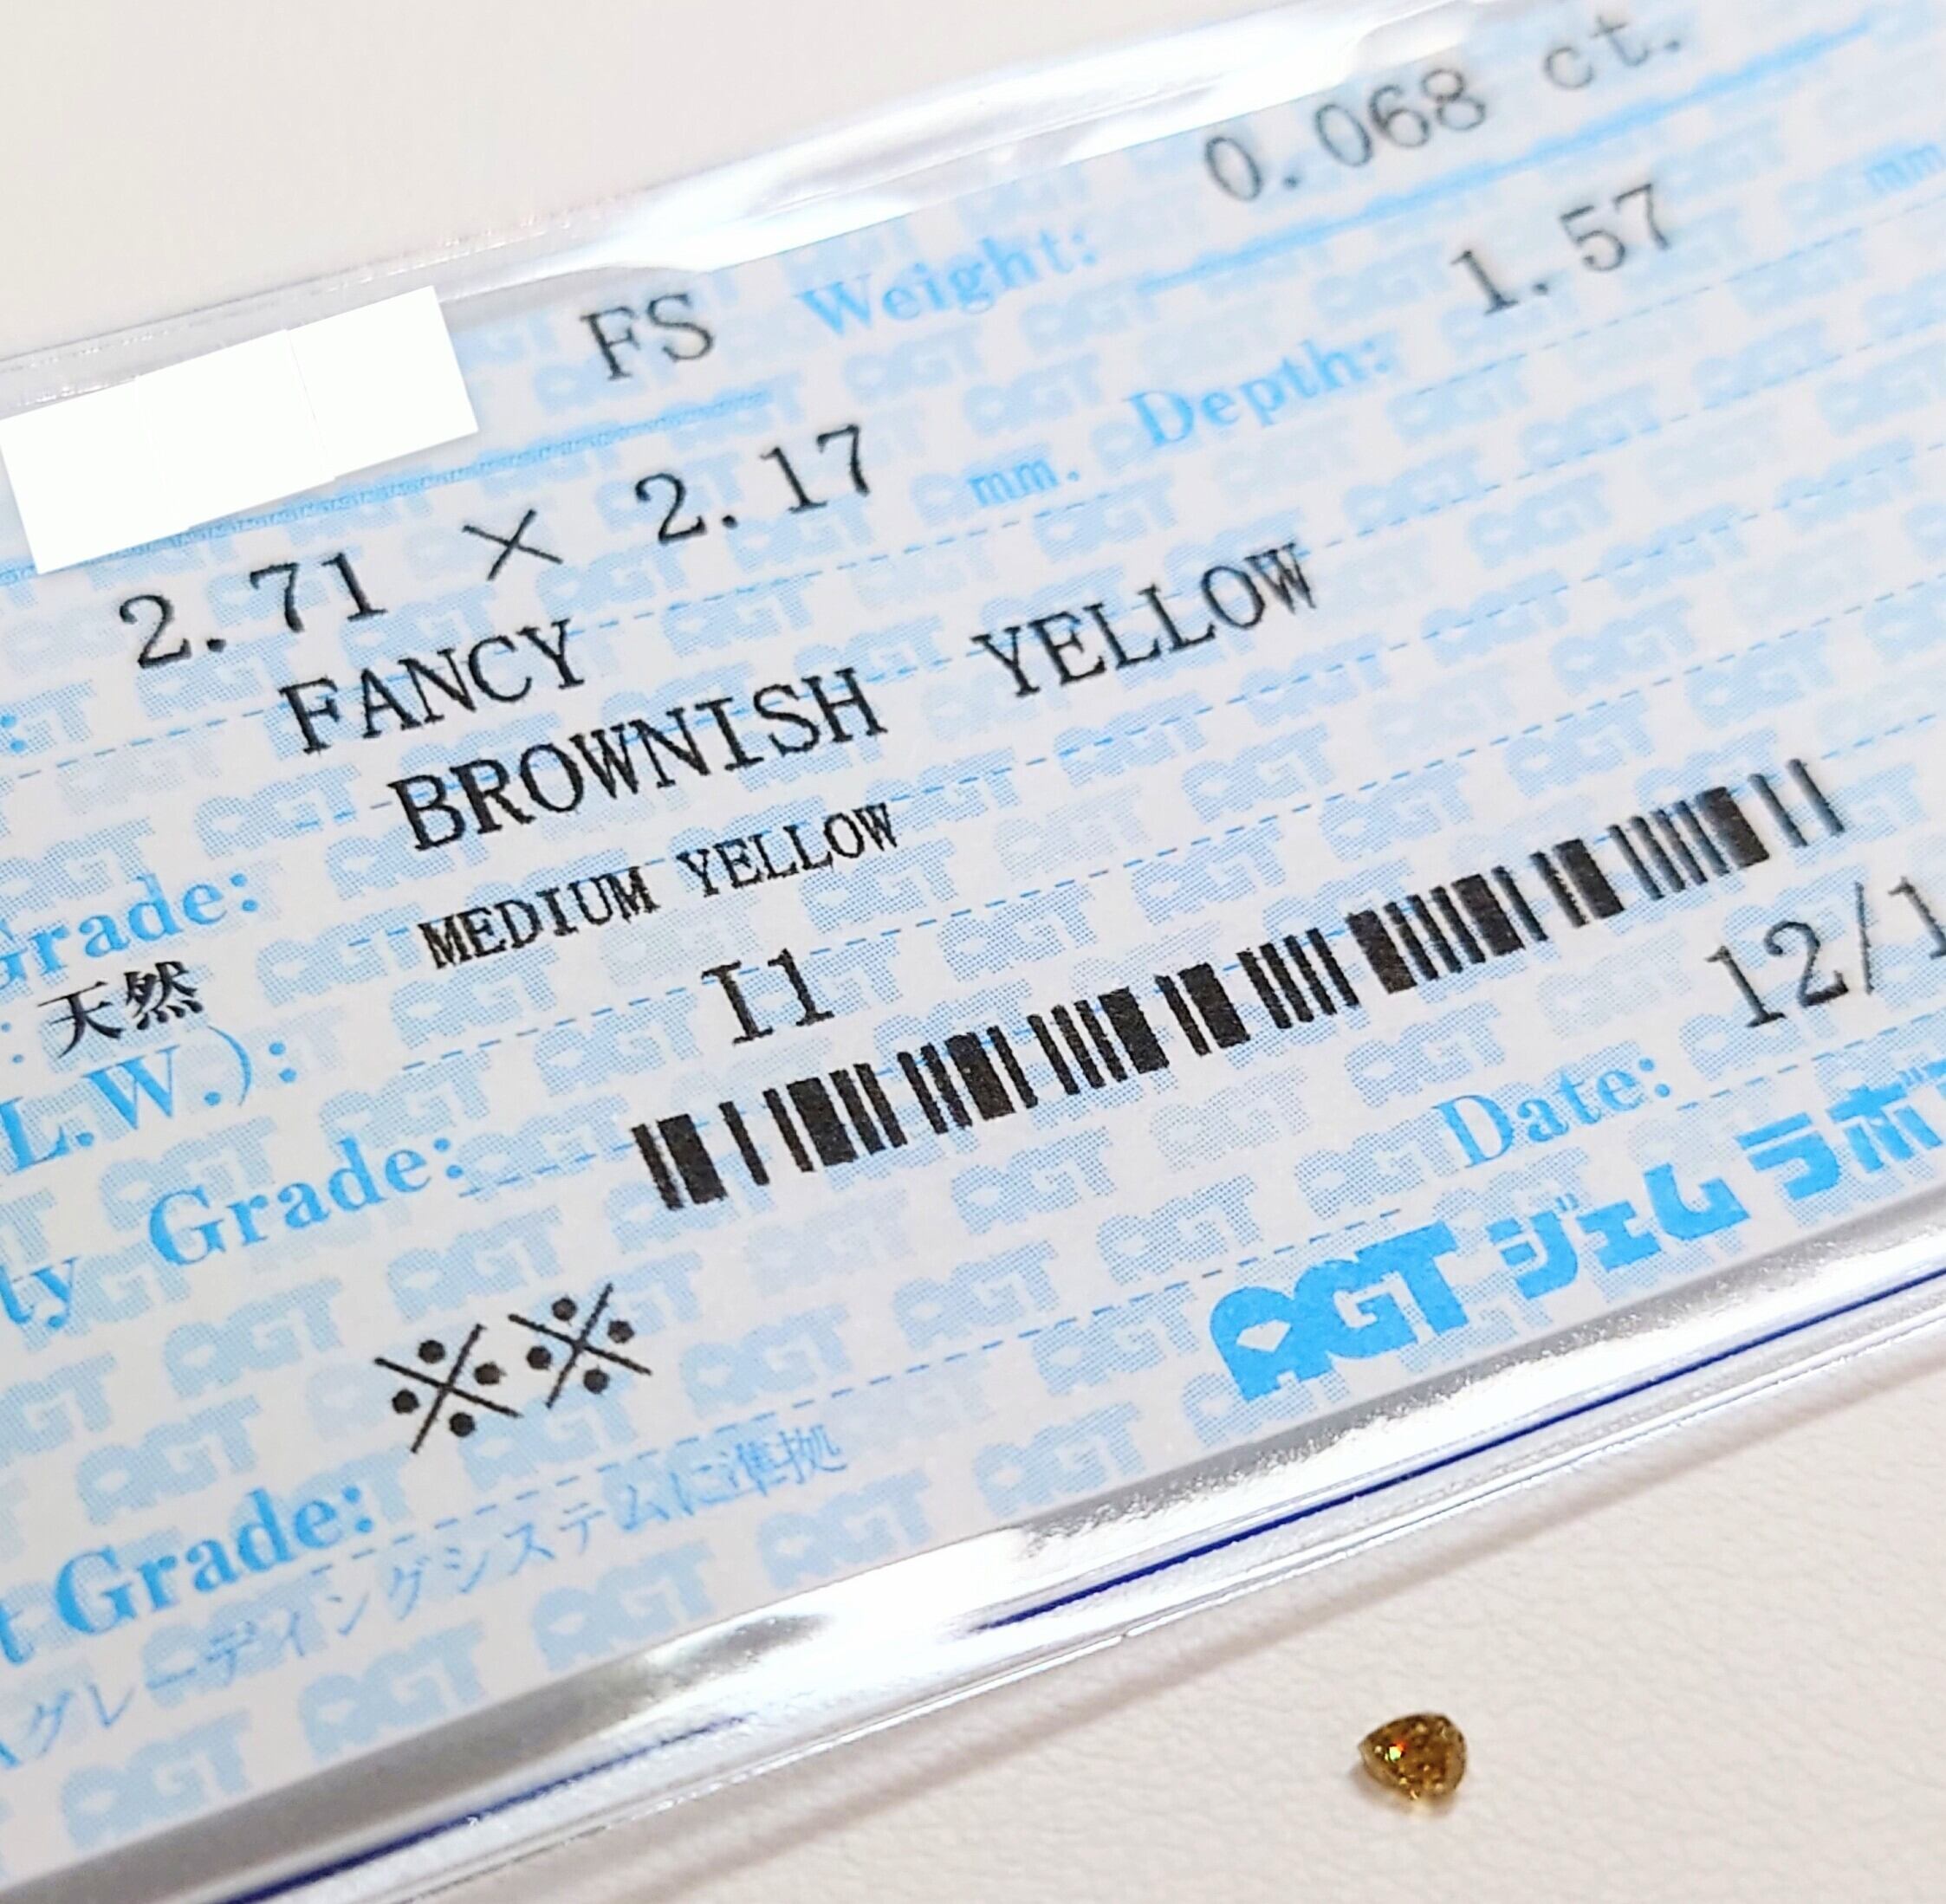 FS Weight: 0.068 ct.
2.71 × 2.17 mm. Depth: 1.57 mm
FANCY
Grade: BROWNISH YELLOW
: 天然 MEDIUM YELLOW
L.W.): I1
ty Grade:
※※ Date: 12/1
t Grade: AGTジェムラボ
グレーディングシステムに準拠